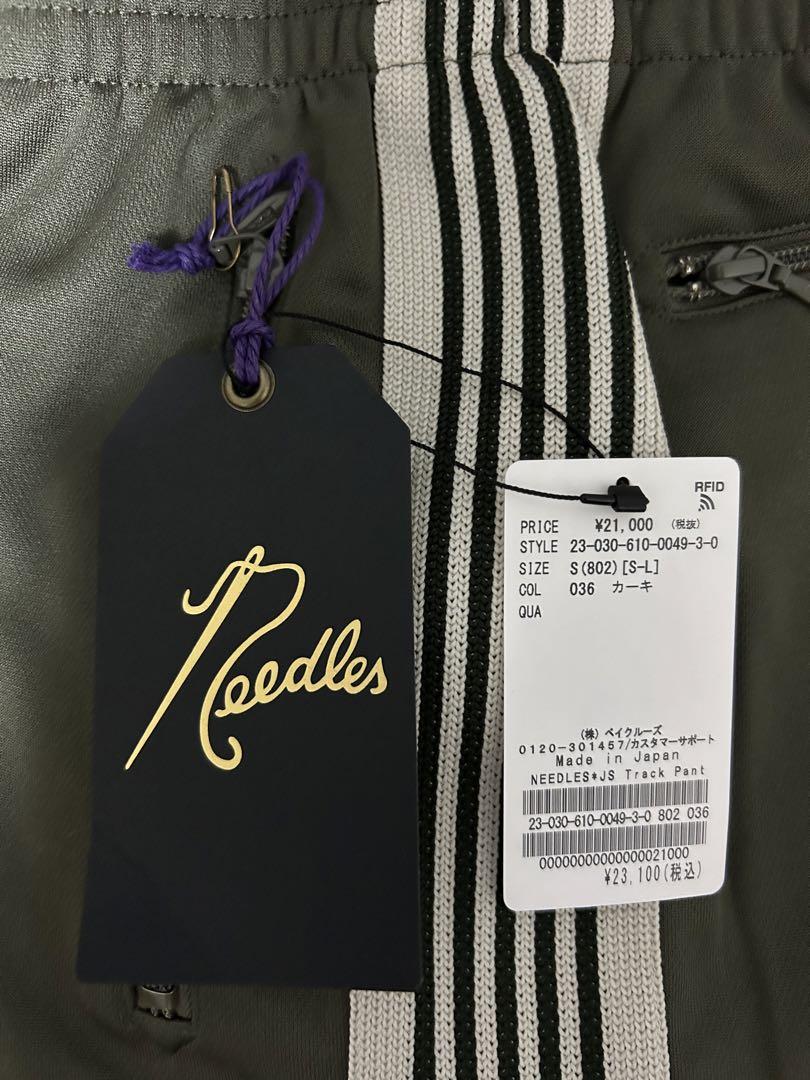 Needles
RFID
PRICE ¥21,000 (税抜)
STYLE 23-030-610-0049-3-0
SIZE S(802)[S-L]
COL 036 カーキ
QUA
(株)ベイクルーズ
0120-301457/カスタマーサポート
Made in Japan
NEEDLES*JS Track Pant
23-030-610-0049-3-0 802 036
00000000000000021000
¥23,100(税込)